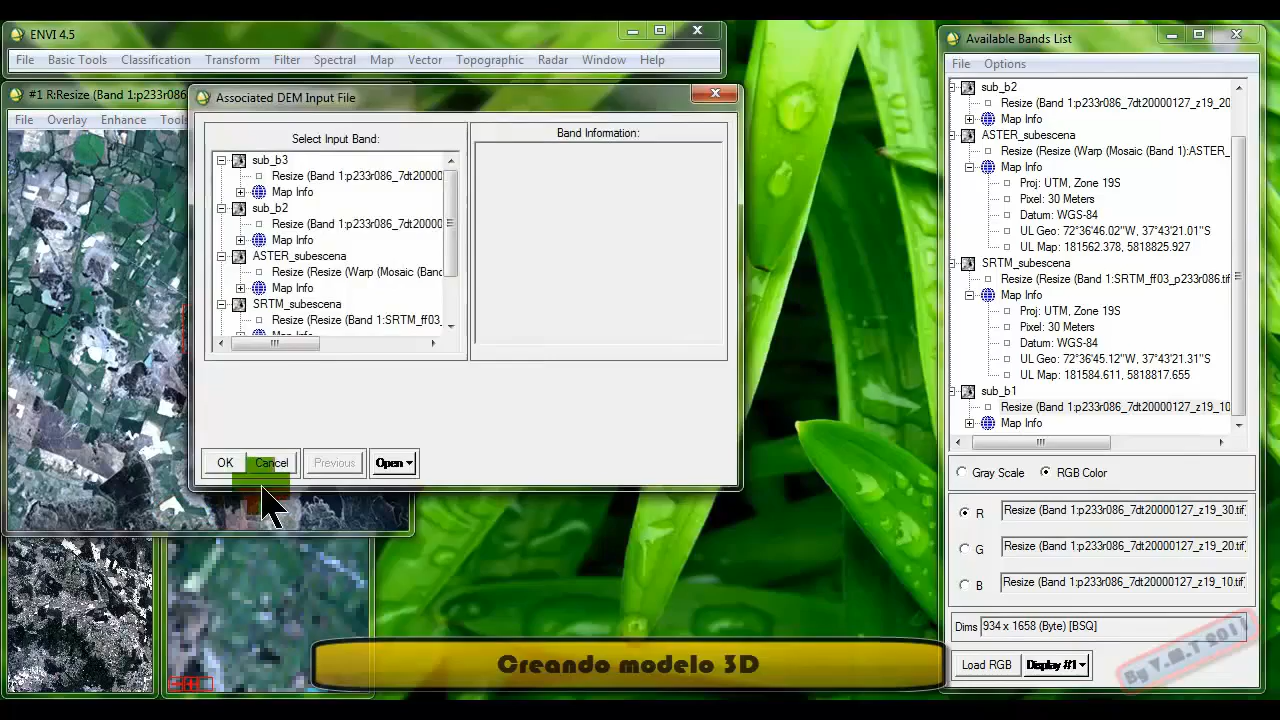 ENVI 4.5
File Basic Tools Classification Transform Filter Spectral Map Vector Topographic Radar Window Help
#1 R:Resize (Band 1:p233r086
File Overlay Enhance Tools
Associated DEM Input File
Select Input Band:
sub_b3
Resize (Band 1:p233r086_7dt20000
Map Info
sub_b2
Resize (Band 1:p233r086_7dt20000
Map Info
ASTER_subescena
Resize (Resize (Warp (Mosaic (Band
Map Info
SRTM_subescena
Resize (Resize (Band 1:SRTM_ff03_
Map Info
Band Information:
OK Cancel Previous Open
Available Bands List
File Options
sub_b2
Resize (Band 1:p233r086_7dt20000127_z19_20
Map Info
ASTER_subescena
Resize (Resize (Warp (Mosaic (Band 1):ASTER_
Map Info
Proj: UTM, Zone 19S
Pixel: 30 Meters
Datum: WGS-84
UL Geo: 72°36'46.02"W, 37°43'21.01"S
UL Map: 181562.378, 5818825.927
SRTM_subescena
Resize (Resize (Band 1:SRTM_ff03_p233r086.tif
Map Info
Proj: UTM, Zone 19S
Pixel: 30 Meters
Datum: WGS-84
UL Geo: 72°36'45.12"W, 37°43'21.31"S
UL Map: 181584.611, 5818817.655
sub_b1
Resize (Band 1:p233r086_7dt20000127_z19_10
Map Info
Gray Scale RGB Color
R Resize (Band 1:p233r086_7dt20000127_z19_30.tif
G Resize (Band 1:p233r086_7dt20000127_z19_20.tif
B Resize (Band 1:p233r086_7dt20000127_z19_10.tif
Dims 934 x 1658 (Byte) [BSQ]
Load RGB Display #1
Creando modelo 3D
By Y.M.T 2011